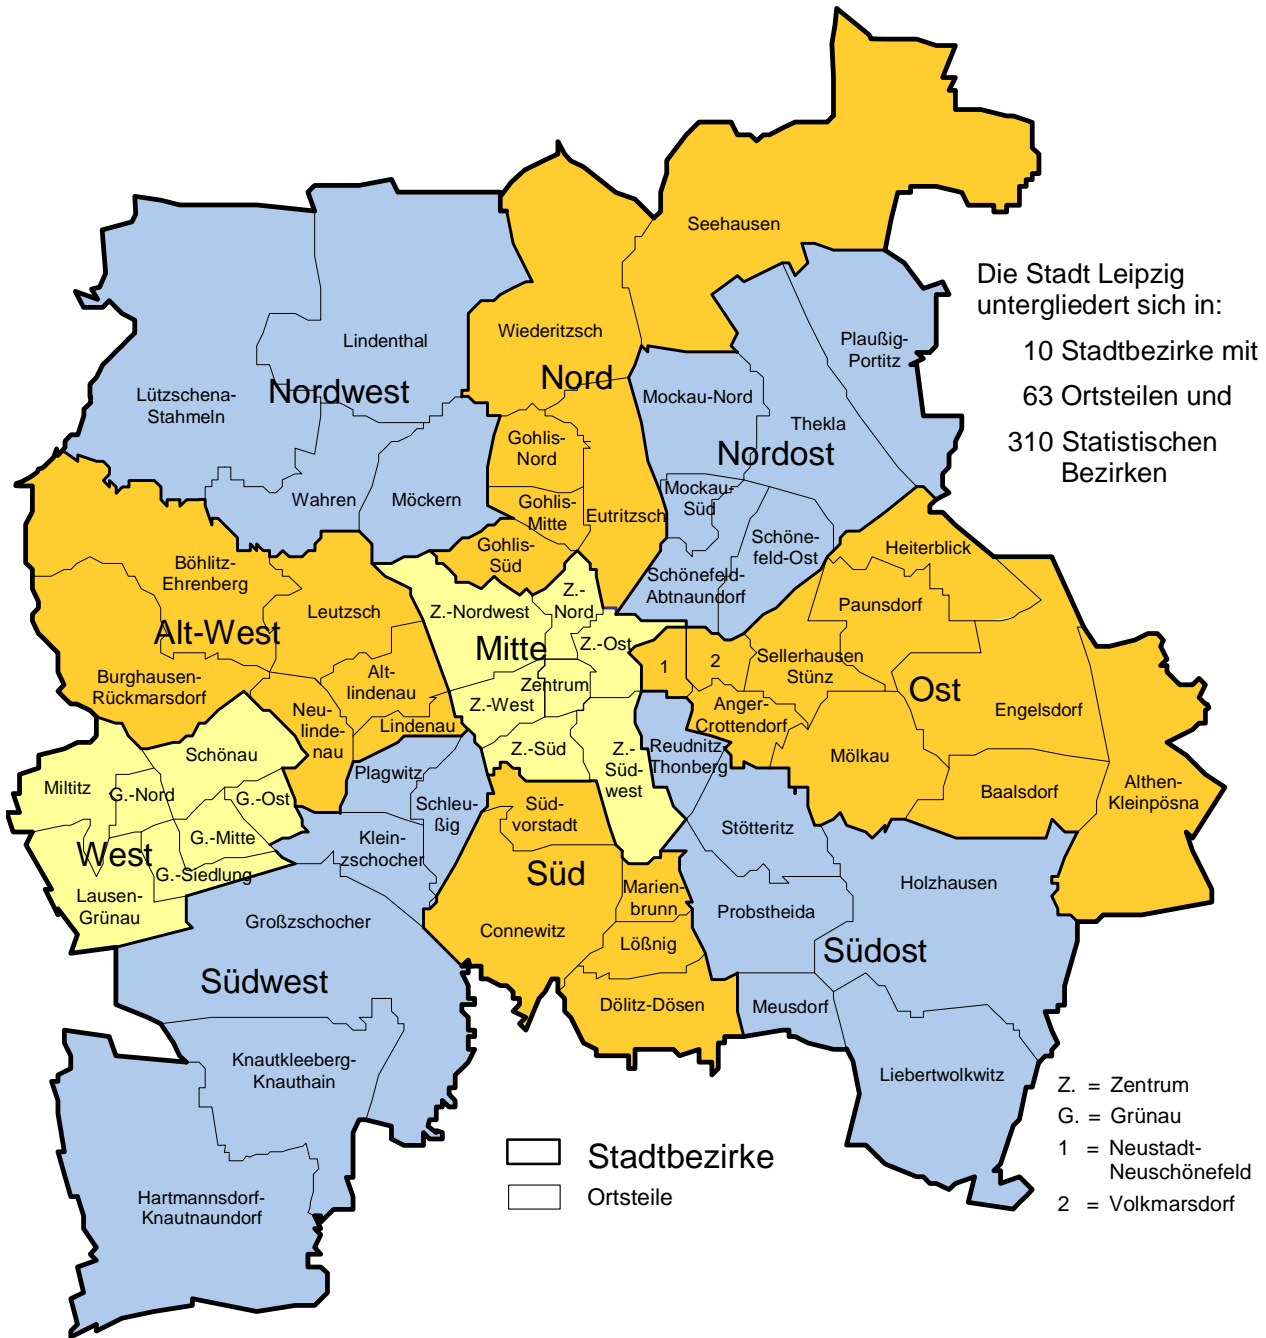 Seehausen
Die Stadt Leipzig
untergliedert sich in:
10 Stadtbezirke mit
63 Ortsteilen und
310 Statistischen
Bezirken
Wiederitzsch
Nord
Lindenthal
Nordwest
Lützschena-
Stahmeln
Wahren
Möckern
Gohlis-
Nord
Gohlis-
Mitte
Gohlis-
Süd
Eutritzsch
Plaußig-
Portitz
Mockau-Nord
Thekla
Nordost
Mockau-
Süd
Schöne-
feld-Ost
Schönefeld-
Abtnaundorf
Böhlitz-
Ehrenberg
Leutzsch
Alt-West
Burghausen-
Rückmarsdorf
Alt-
lindenau
Neu-
linde-
nau
Lindenau
Z.-Nordwest
Z.-
Nord
Mitte
Z.-Ost
Zentrum
Z.-West
Z.-Süd
Z.-
Süd-
west
1
2
Heiterblick
Paunsdorf
Sellerhausen
Stünz
Ost
Anger-
Crottendorf
Engelsdorf
Mölkau
Baalsdorf
Althen-
Kleinpösna
Schönau
Miltitz
G.-Nord
G.-Ost
G.-Mitte
West
G.-Siedlung
Lausen-
Grünau
Plagwitz
Schleu-
ßig
Klein-
zschocher
Großzschocher
Südwest
Knautkleeberg-
Knauthain
Hartmannsdorf-
Knautnaundorf
Süd-
vorstadt
Süd
Marien-
brunn
Connewitz
Lößnig
Dölitz-Dösen
Reudnitz-
Thonberg
Stötteritz
Probstheida
Holzhausen
Südost
Meusdorf
Liebertwolkwitz
Z. = Zentrum
G. = Grünau
1 = Neustadt-
Neuschönefeld
2 = Volkmarsdorf
Stadtbezirke
Ortsteile